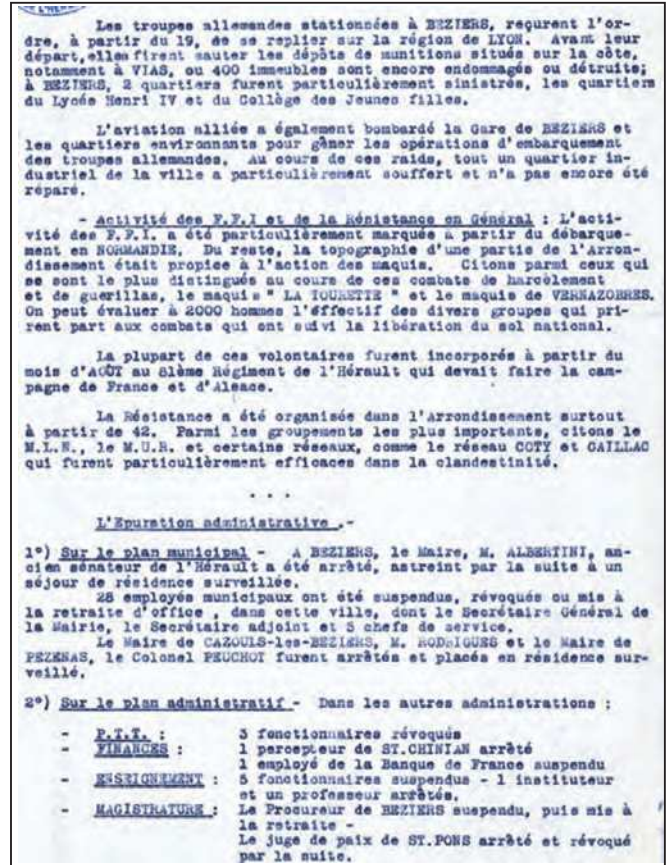 Les troupes allemandes stationnées à BEZIERS, reçurent l'or-
dre, à partir du 19, de se replier sur la région de LYON. Avant leur
départ,elles firent sauter les dépôts de munitions situés sur la côte,
notamment à VIAS, ou 400 immeubles sont encore endommagés ou détruits;
à BEZIERS, 2 quartiers furent particulièrement sinistrés, les quartiers
du Lycée Henri IV et du Collège des Jeunes filles.
L'aviation alliée a également bombardé la Gare de BEZIERS et
les quartiers environnants pour gêner les opérations d'embarquement
des troupes allemandes. Au cours de ces raids, tout un quartier in-
dustriel de la ville a particulièrement souffert et n'a pas encore été
réparé.
- Activité des F.F.I et de la Résistance en Général : L'acti-
vité des F.F.I. a été particulièrement marquée à partir du débarque-
ment en NORMANDIE. Du reste, la topographie d'une partie de l'Arron-
dissement était propice à l'action des maquis. Citons parmi ceux qui
se sont le plus distingués au cours de ces combats de harcèlement
et de guerillas, le maquis " LA TOURETTE " et le maquis de VERNAZOBRES.
On peut évaluer à 2000 hommes l'éffectif des divers groupes qui pri-
rent part aux combats qui ont suivi la libération du sol national.
La plupart de ces volontaires furent incorporés à partir du
mois d'AOÛT au 81ème Régiment de l'Hérault qui devait faire la cam-
pagne de France et d'Alsace.
La Résistance a été organisée dans l'Arrondissement surtout
à partir de 42. Parmi les groupements les plus importants, citons le
M.L.N., le M.U.R. et certains réseaux, comme le réseau COTY et GAILLAC
qui furent particulièrement efficaces dans la clandestinité.
. . .
L'Epuration administrative .-
1°) Sur le plan municipal - A BEZIERS, le Maire, M. ALBERTINI, an-
cien sénateur de l'Hérault a été arrêté, astreint par la suite à un
séjour de résidence surveillée.
28 employés municipaux ont été suspendus, révoqués ou mis à
la retraite d'office , dans cette ville, dont le Secrétaire Général de
la Mairie, le Secrétaire adjoint et 5 chefs de service.
Le Maire de CAZOULS-les-BEZIERS, M. RODRIGUES et le Maire de
PEZENAS, le Colonel PEUCHOT furent arrêtés et placés en résidence sur-
veillé.
2°) Sur le plan administratif - Dans les autres administrations :
- P.T.T. : 3 fonctionnaires révoqués
- FINANCES : 1 percepteur de ST.CHINIAN arrêté
1 employé de la Banque de France suspendu
- ENSEIGNEMENT : 5 fonctionnaires suspendus - 1 instituteur
et un professeur arrêtés.
- MAGISTRATURE : Le Procureur de BEZIERS suspendu, puis mis à
la retraite -
Le juge de paix de ST.PONS arrêté et révoqué
par la suite.